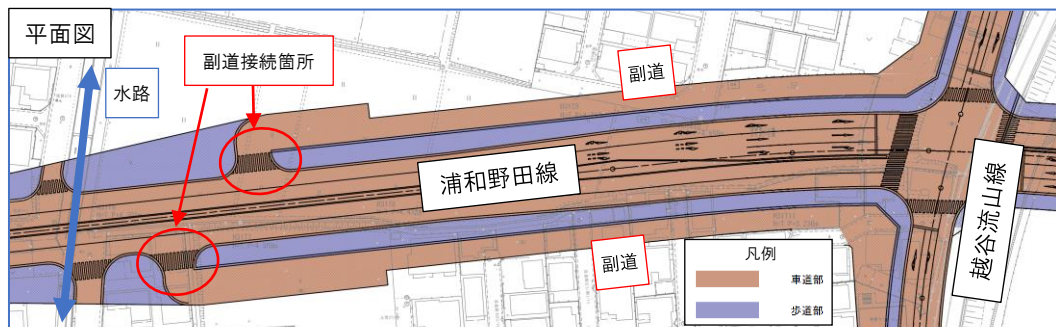 平面図
水路
副道接続箇所
副道
浦和野田線
越谷流山線
副道
凡例
車道部
歩道部